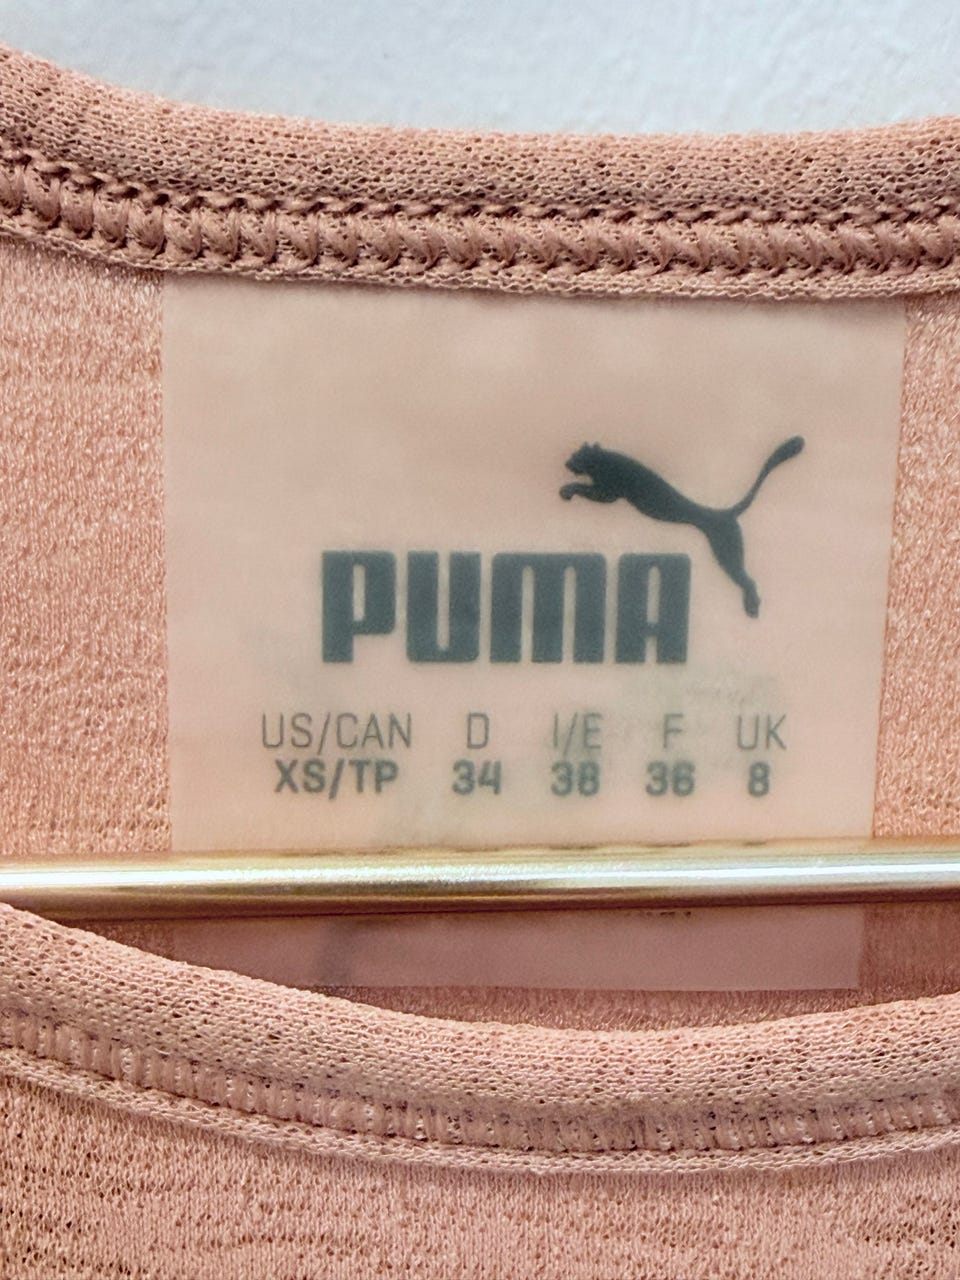 PUMA
US/CAN D I/E F UK
XS/TP 34 38 36 8